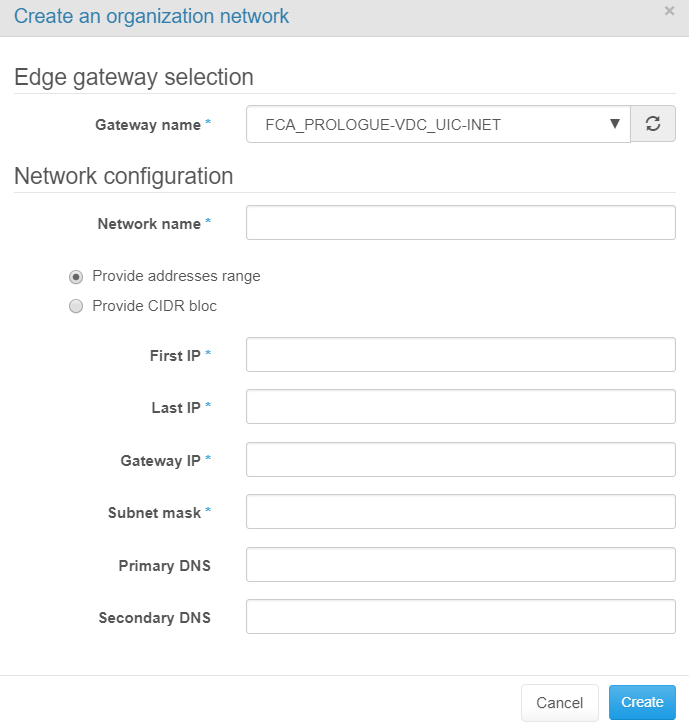 Create an organization network
×
Edge gateway selection
Gateway name *
FCA_PROLOGUE-VDC_UIC-INET
Network configuration
Network name *
Provide addresses range
Provide CIDR bloc
First IP *
Last IP *
Gateway IP *
Subnet mask *
Primary DNS
Secondary DNS
Cancel
Create